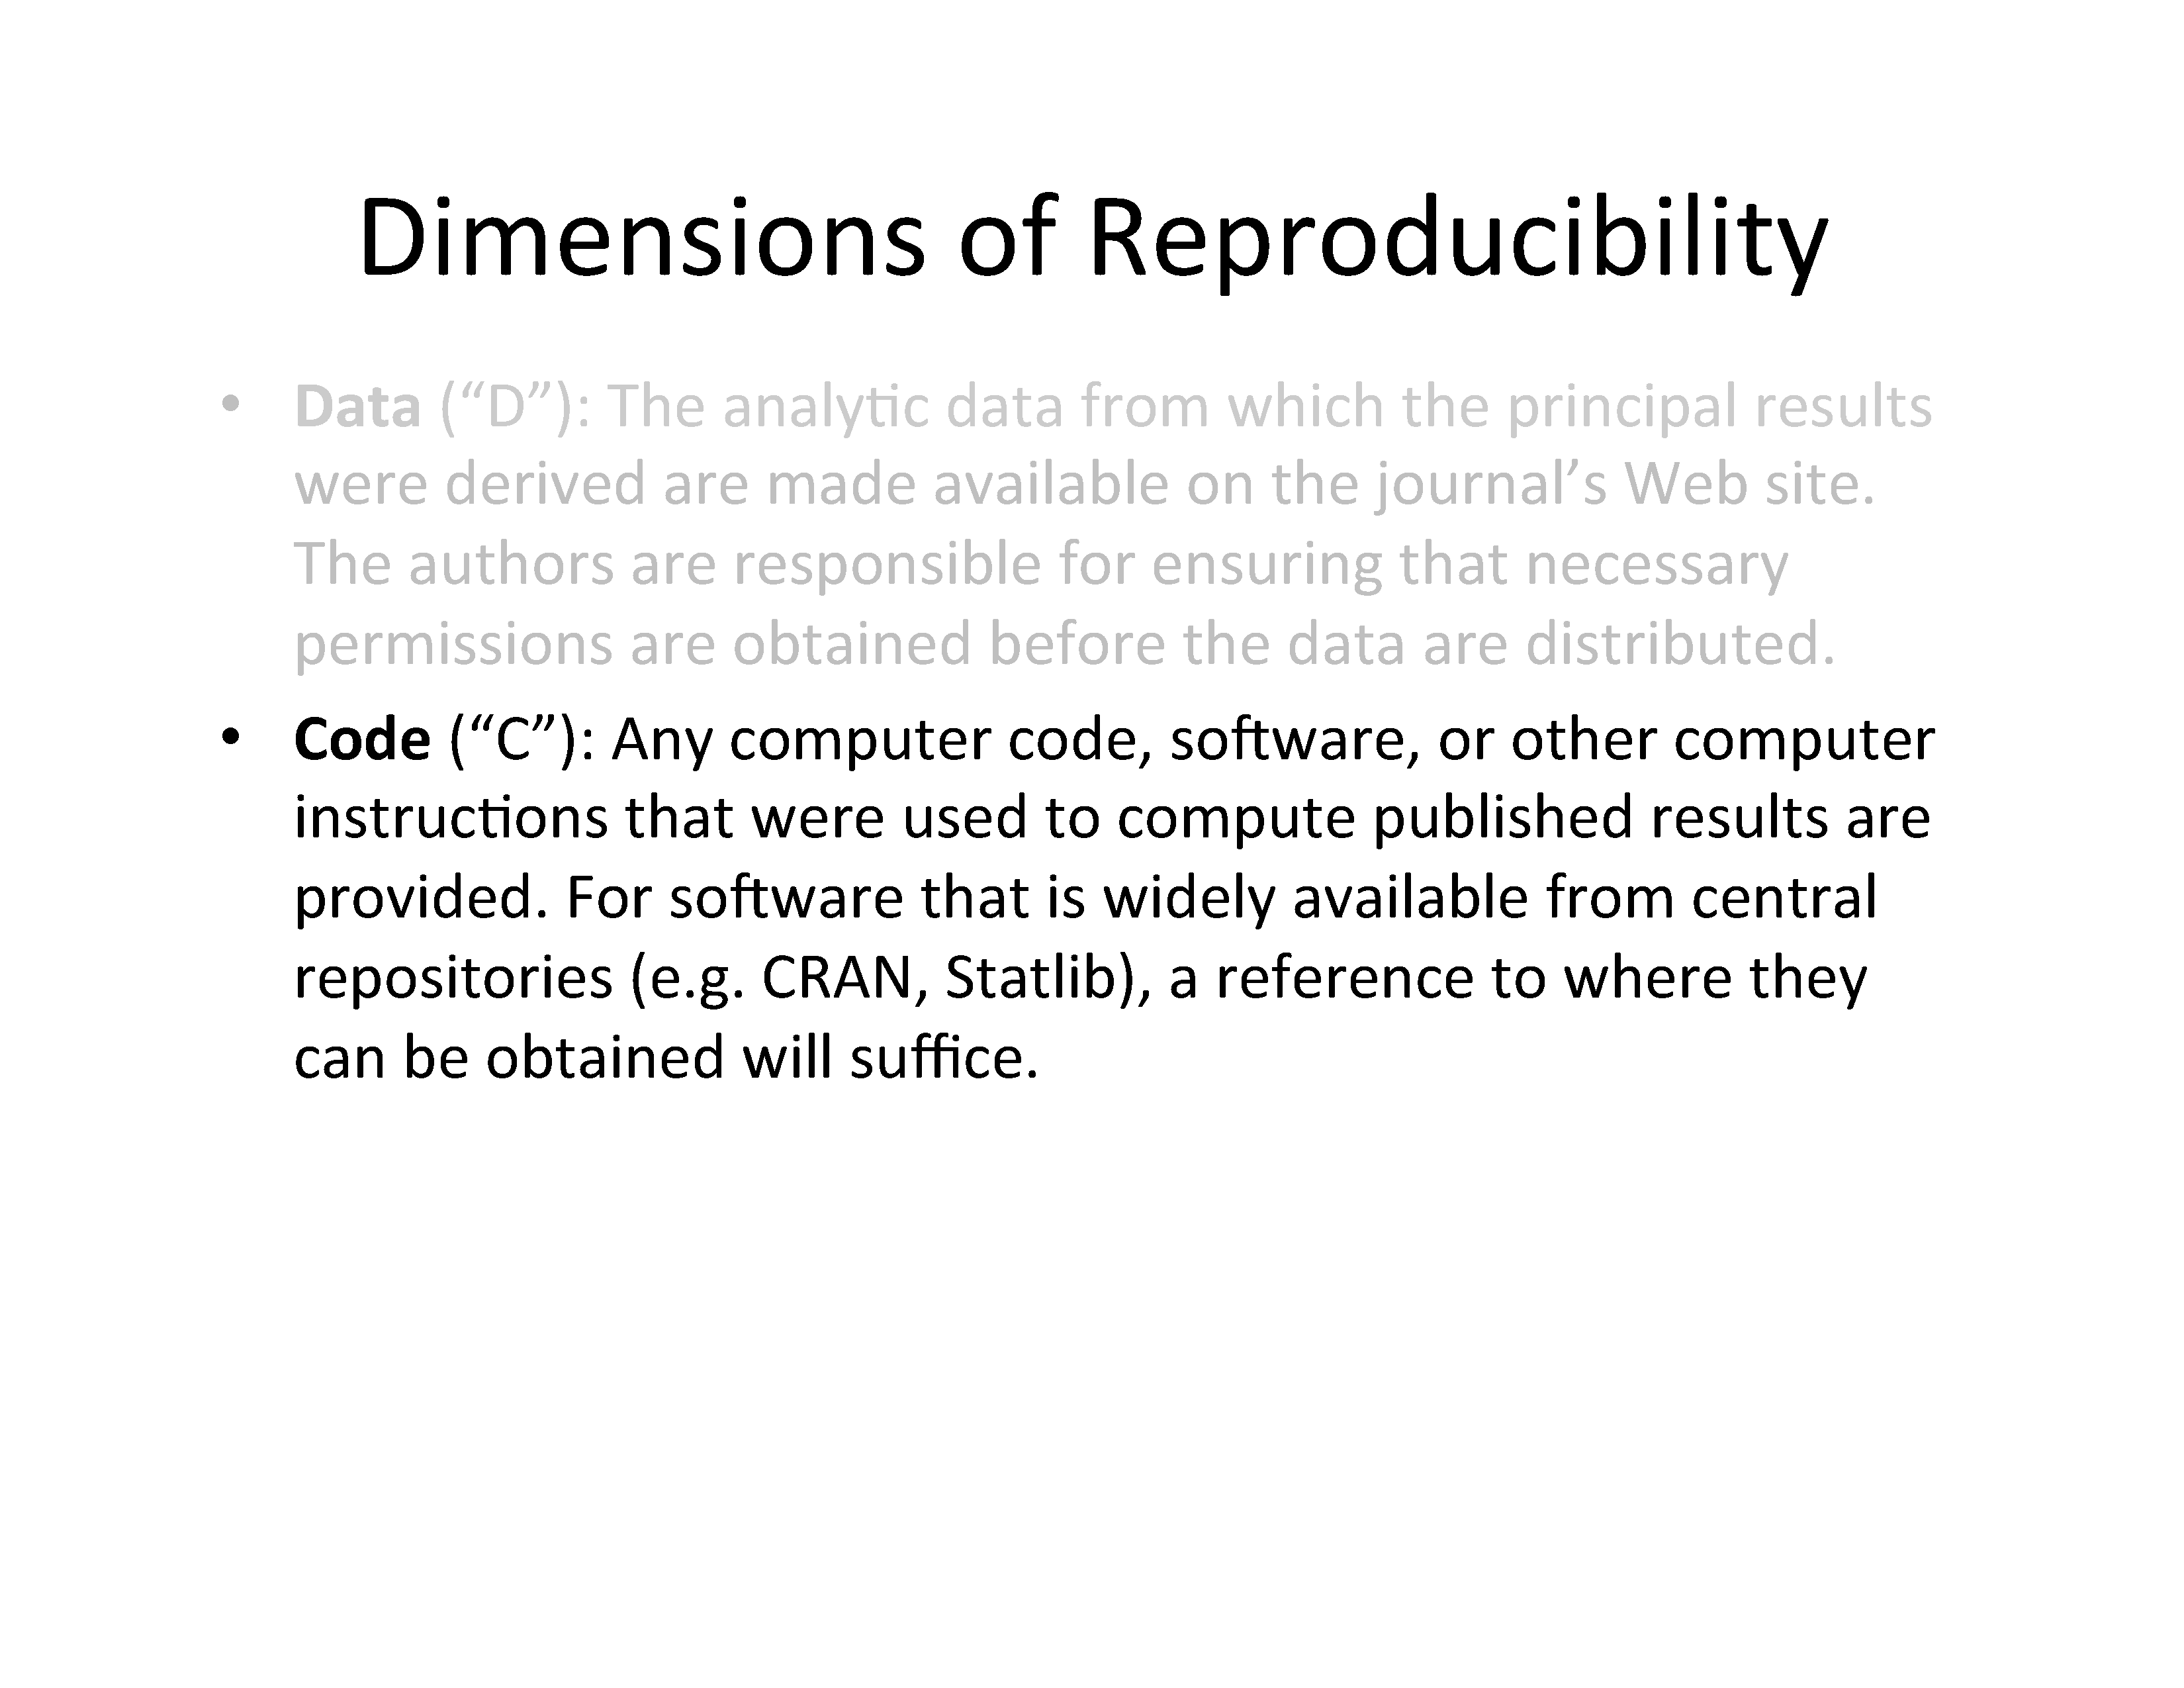 Dimensions of Reproducibility
• Data (“D”): The analytic data from which the principal results
were derived are made available on the journal’s Web site.
The authors are responsible for ensuring that necessary
permissions are obtained before the data are distributed.
• Code (“C”): Any computer code, software, or other computer
instructions that were used to compute published results are
provided. For software that is widely available from central
repositories (e.g. CRAN, Statlib), a reference to where they
can be obtained will suffice.